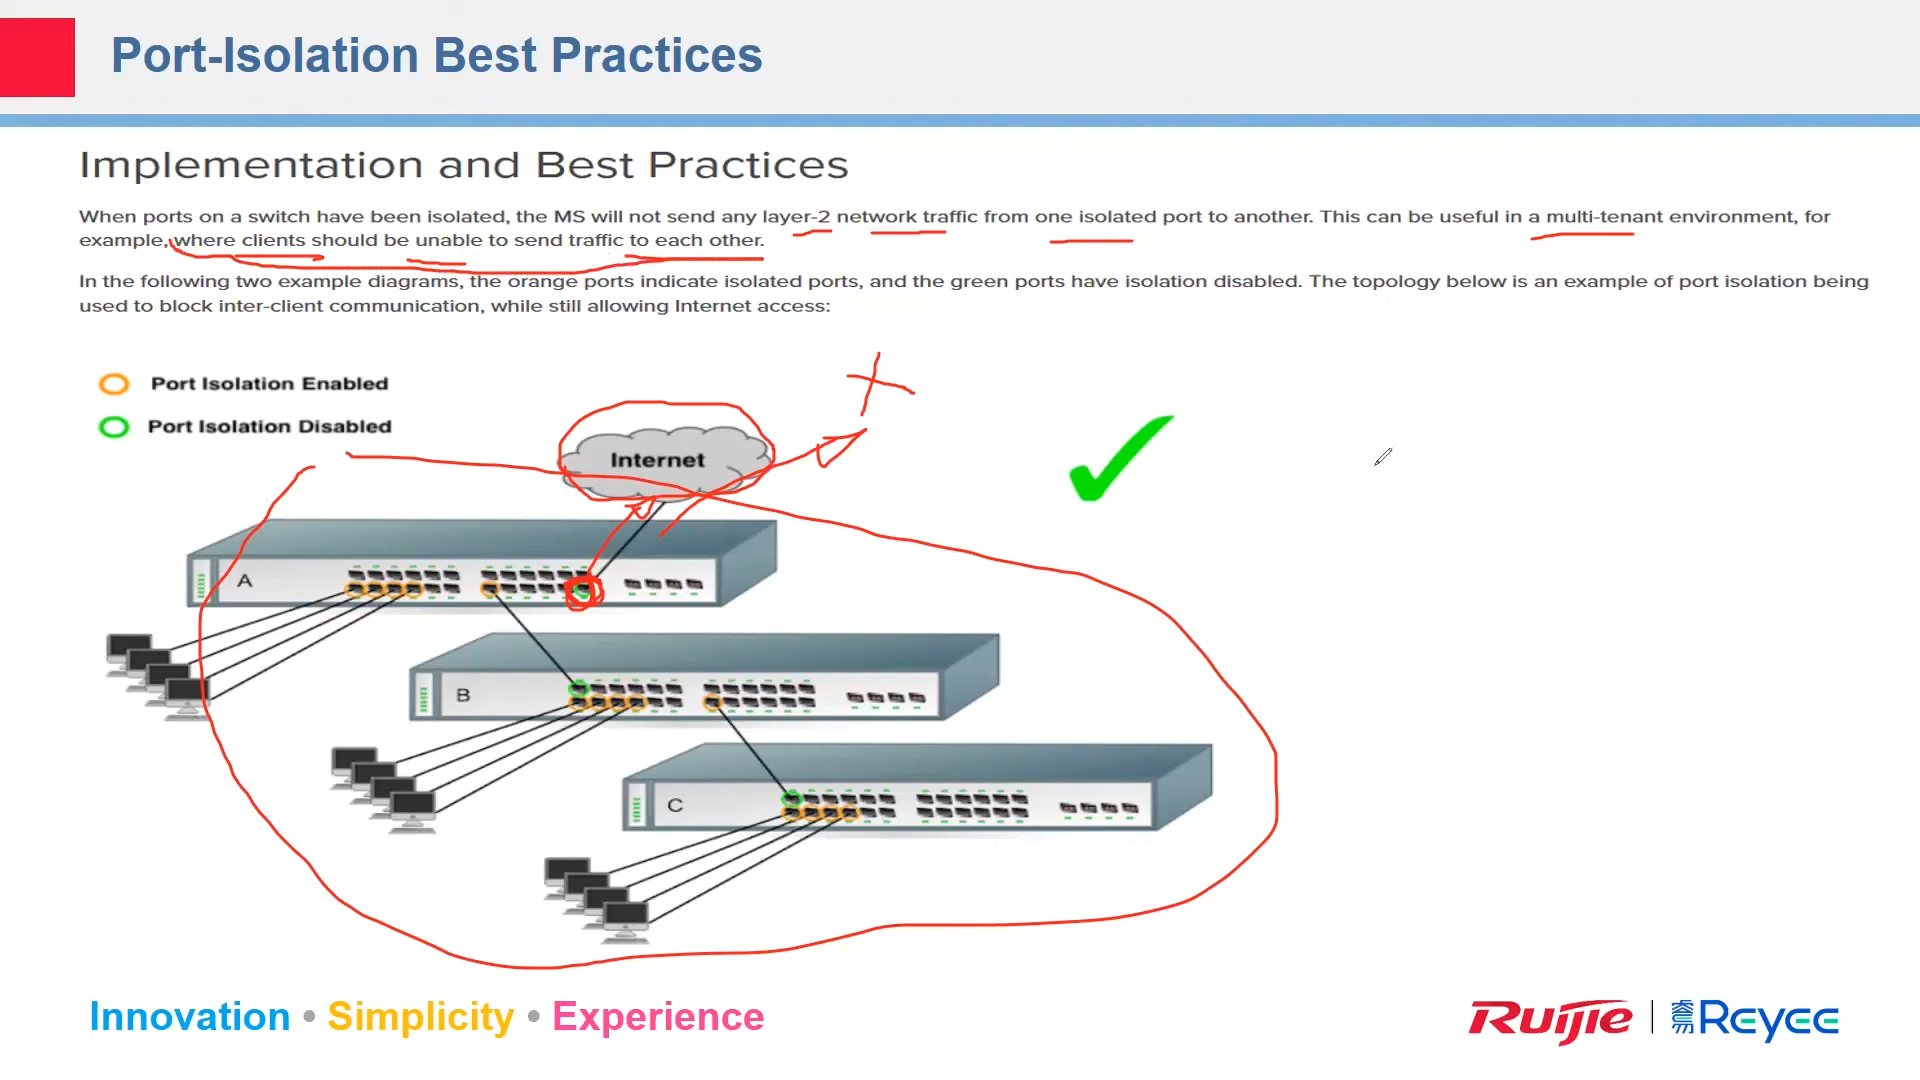 Port-Isolation Best Practices
Implementation and Best Practices
When ports on a switch have been isolated, the MS will not send any layer-2 network traffic from one isolated port to another. This can be useful in a multi-tenant environment, for
example, where clients should be unable to send traffic to each other.
In the following two example diagrams, the orange ports indicate isolated ports, and the green ports have isolation disabled. The topology below is an example of port isolation being
used to block inter-client communication, while still allowing Internet access:
Port Isolation Enabled
Port Isolation Disabled
Internet
A
B
C
Innovation • Simplicity • Experience
Ruijie | 睿易 Reyee